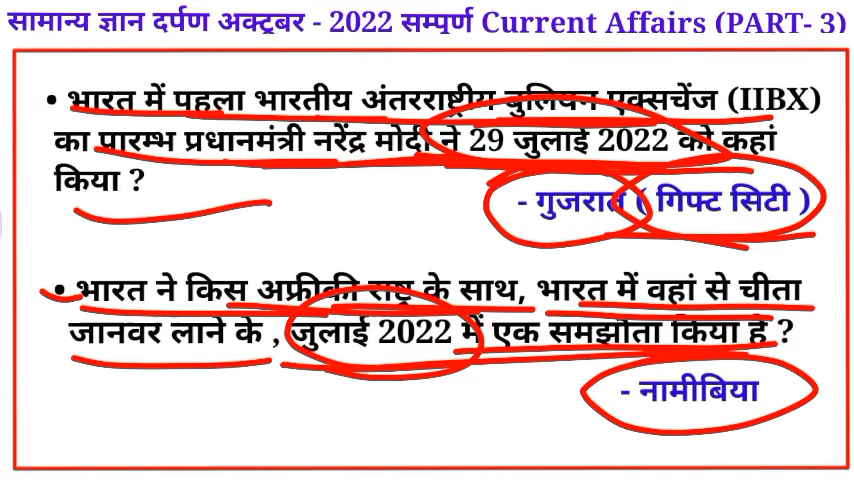 सामान्य ज्ञान दर्पण अक्टूबर - 2022 सम्पूर्ण Current Affairs (PART- 3)
• भारत में पहला भारतीय अंतरराष्ट्रीय बुलियन एक्सचेंज (IIBX)
का प्रारम्भ प्रधानमंत्री नरेंद्र मोदी ने 29 जुलाई 2022 को कहां
किया ?
- गुजरात ( गिफ्ट सिटी )
• भारत ने किस अफ्रीकी राष्ट्र के साथ, भारत में वहां से चीता
जानवर लाने के , जुलाई 2022 में एक समझौता किया है ?
- नामीबिया